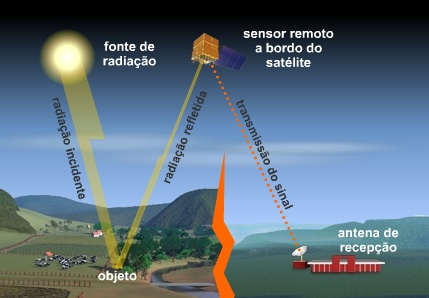 fonte de
radiação
sensor remoto
a bordo do
satélite
radiação incidente
radiação refletida
transmissão do sinal
antena de
recepção
objeto